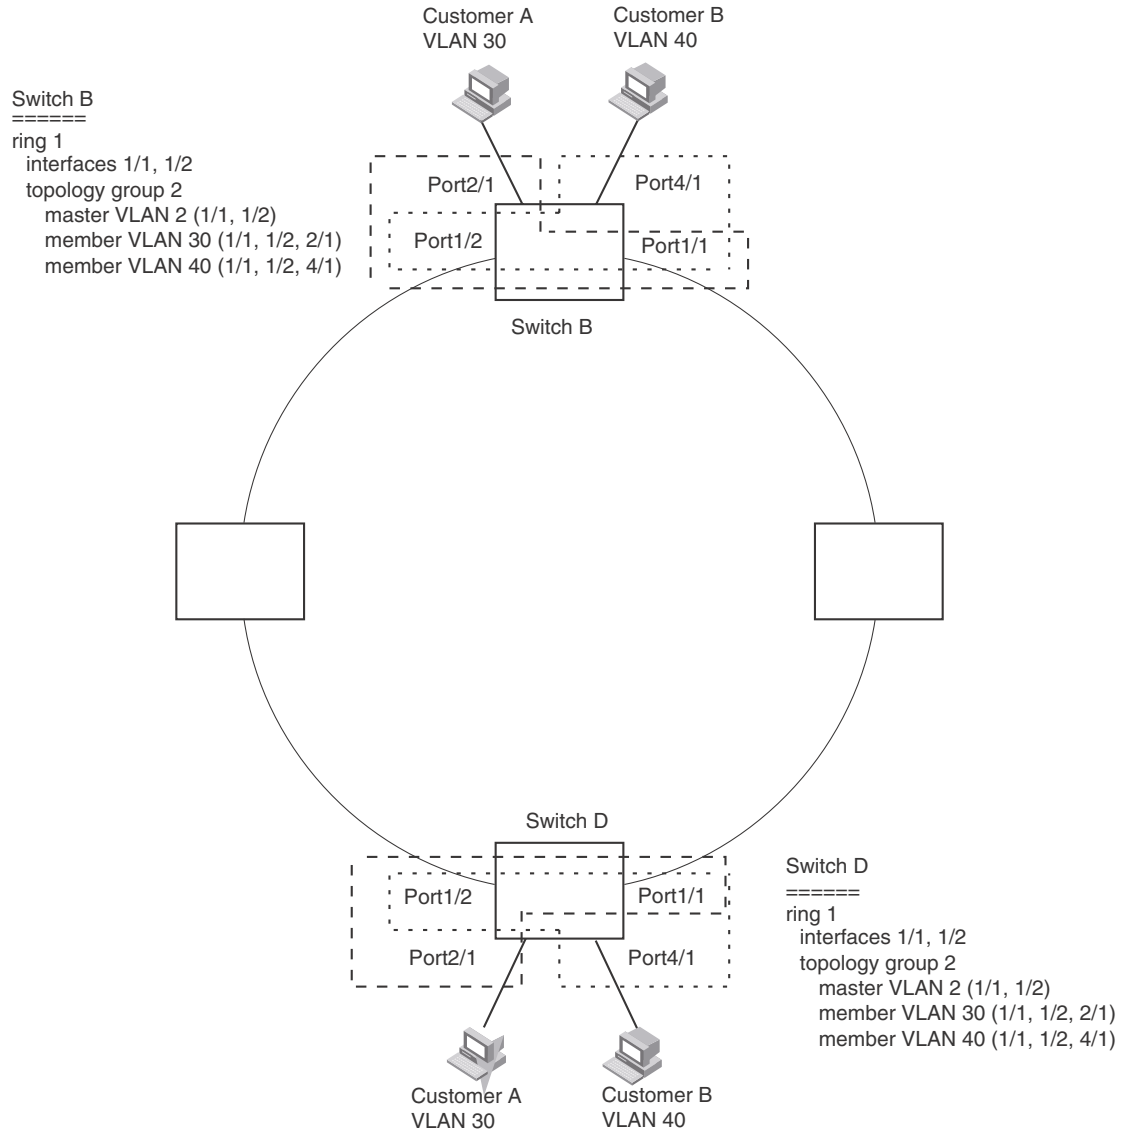 Customer A
VLAN 30
Customer B
VLAN 40
Switch B
======
ring 1
interfaces 1/1, 1/2
topology group 2
master VLAN 2 (1/1, 1/2)
member VLAN 30 (1/1, 1/2, 2/1)
member VLAN 40 (1/1, 1/2, 4/1)
Port2/1
Port4/1
Port1/2
Port1/1
Switch B
Switch D
Port1/2
Port1/1
Port2/1
Port4/1
Switch D
======
ring 1
interfaces 1/1, 1/2
topology group 2
master VLAN 2 (1/1, 1/2)
member VLAN 30 (1/1, 1/2, 2/1)
member VLAN 40 (1/1, 1/2, 4/1)
Customer A
VLAN 30
Customer B
VLAN 40